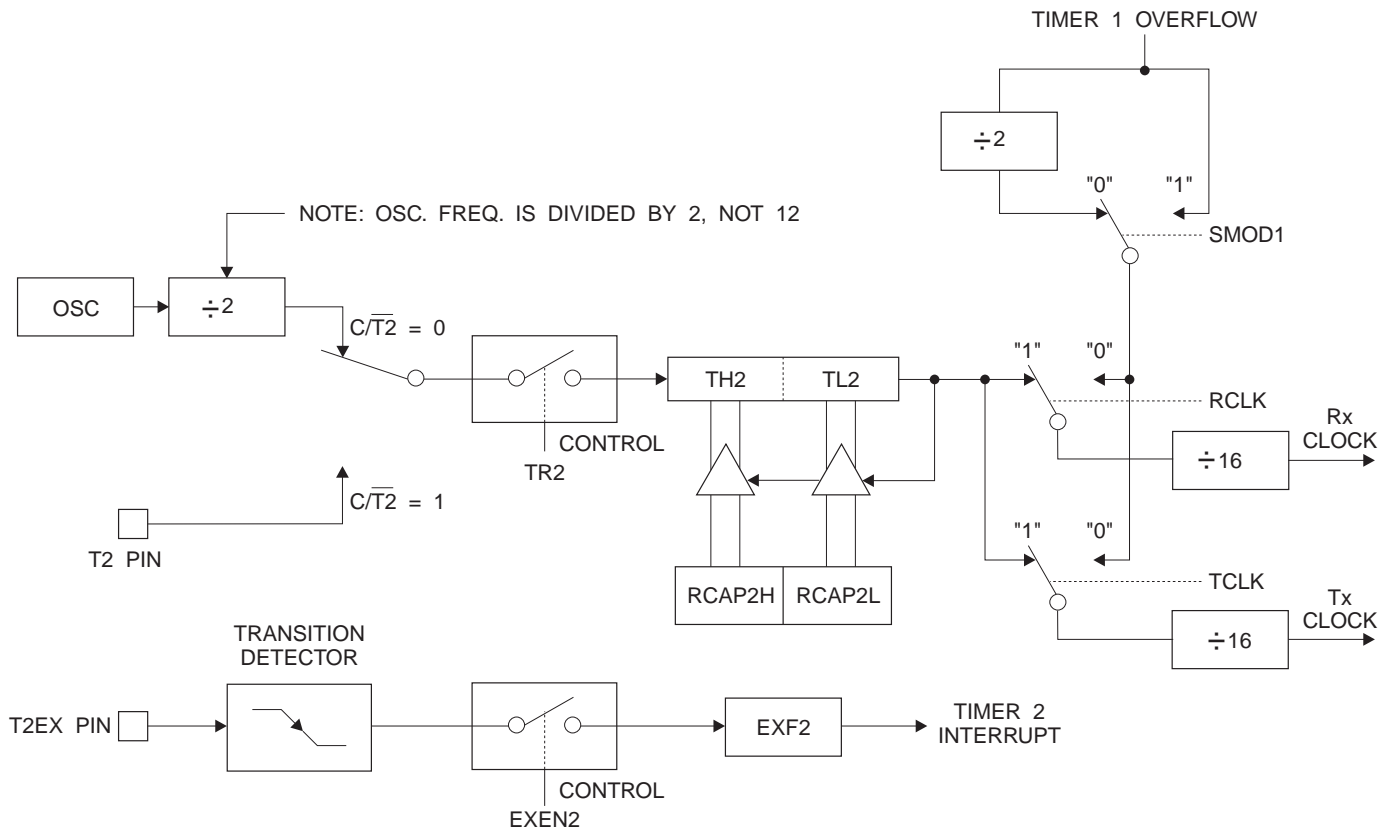 TIMER 1 OVERFLOW
÷2
"0" "1"
SMOD1
NOTE: OSC. FREQ. IS DIVIDED BY 2, NOT 12
OSC
÷2
C/T2̅ = 0
TH2 TL2
"1" "0"
RCLK
Rx
CLOCK
÷16
CONTROL
TR2
C/T2̅ = 1
T2 PIN
RCAP2H RCAP2L
"1" "0"
TCLK
Tx
CLOCK
÷16
TRANSITION
DETECTOR
T2EX PIN
CONTROL
EXEN2
EXF2
TIMER 2
INTERRUPT